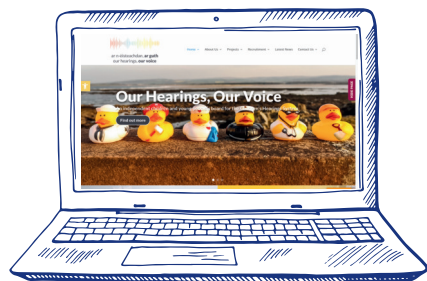 ar n-èisteachdan, ar guth
our hearings, our voice
Home
About Us
Projects
Recruitment
Latest News
Contact Us
Our Hearings, Our Voice
Find out more